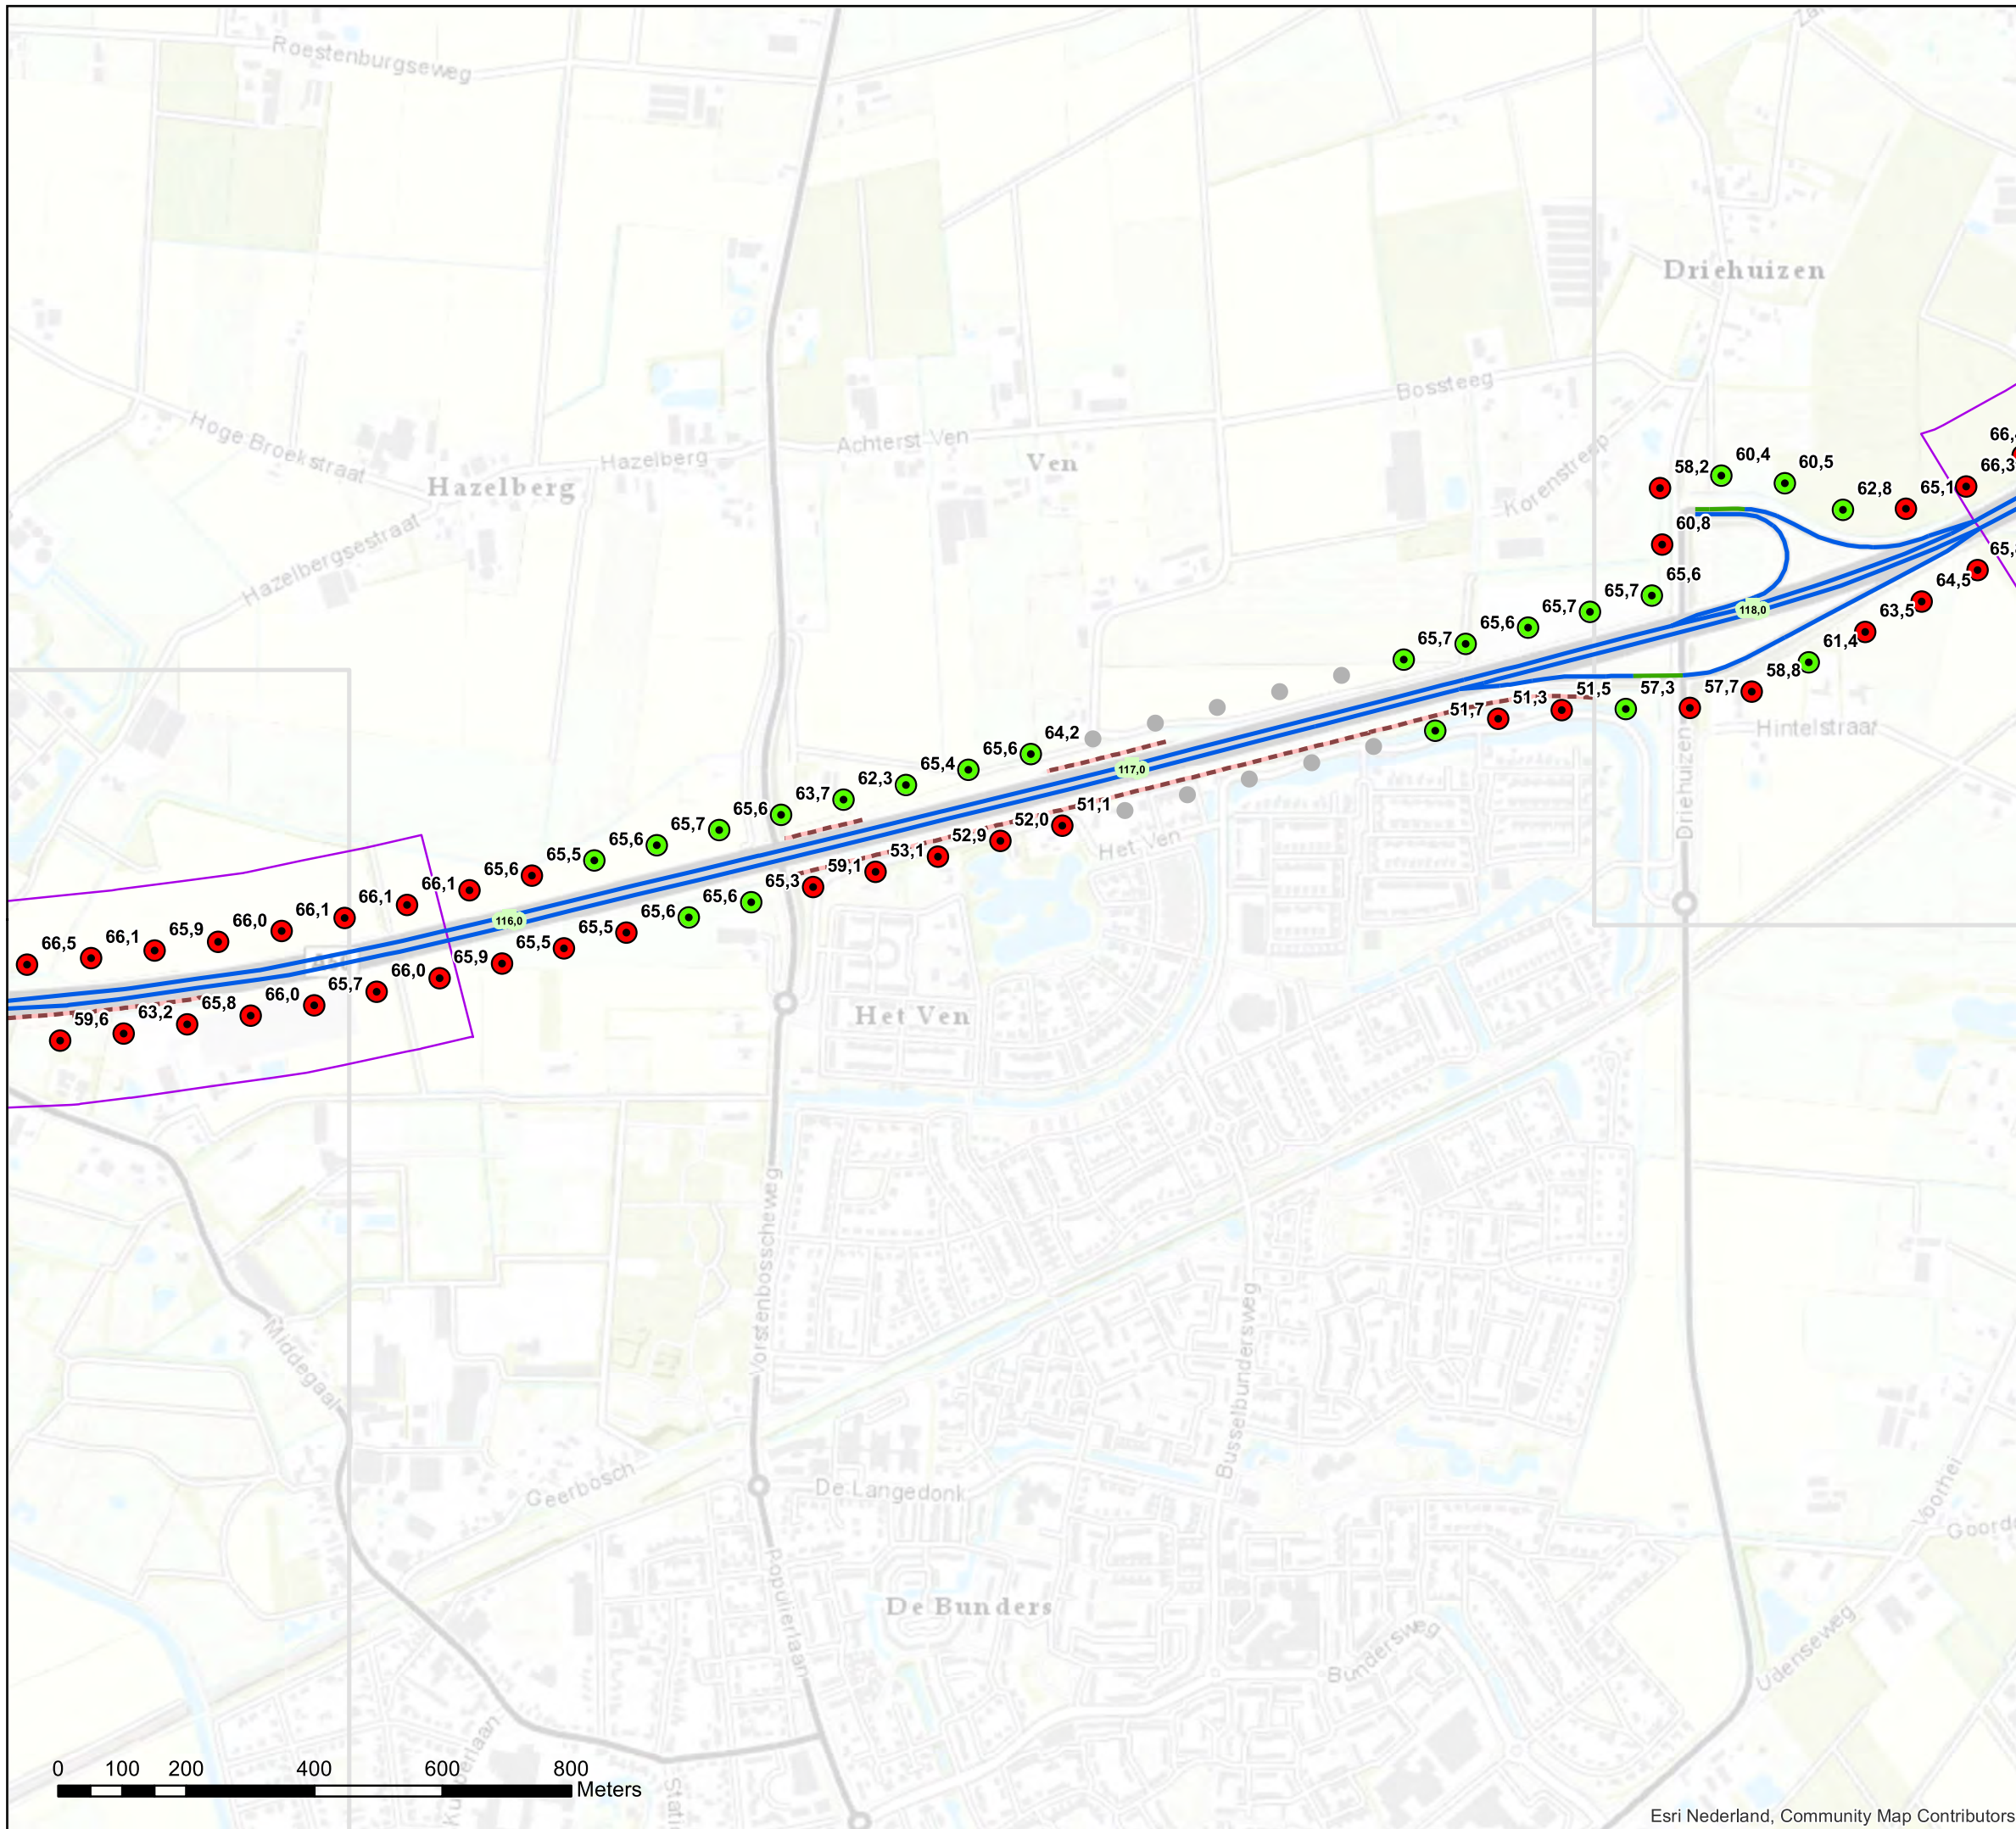 Roestenburgseweg
Driehuizen
Bossteeg
Hoge Broekstraat
Achterst Ven
Hazelberg
Ven
Hazelberg
Korenstreep
Hazelbergsestraat
58,2
60,4
60,5
62,8
65,1
66,3
60,8
65,6
65,7
65,7
65,6
65,7
118,0
64,5
63,5
61,4
58,8
57,7
57,3
51,5
51,3
51,7
Hintelstraat
Driehuizen
64,2
65,6
65,4
62,3
63,7
65,6
65,7
65,6
65,5
65,6
66,1
66,1
66,1
66,0
65,9
66,1
66,5
117,0
116,0
51,1
52,0
52,9
53,1
59,1
65,3
65,6
65,6
65,5
65,5
65,9
66,0
65,7
66,0
65,8
63,2
59,6
Het Ven
Het Ven
Vorstenbosscheweg
Busselbundersweg
Middegaal
Geerbosch
De Langedonk
Populierlaan
De Bunders
Bundersweg
Voorhei
Udenseweg
0 100 200 400 600 800
Meters
Esri Nederland, Community Map Contributors